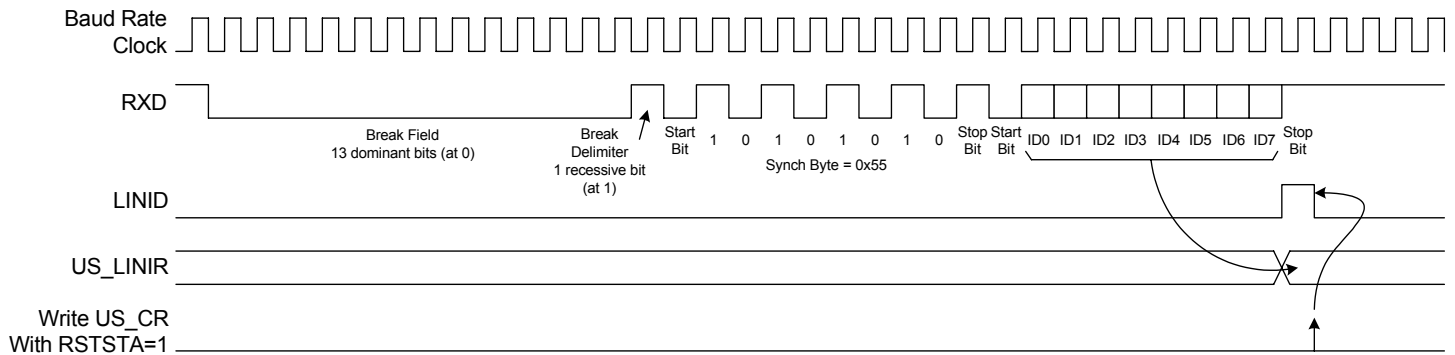 Baud Rate
Clock
RXD
Break Field
13 dominant bits (at 0)
Break
Delimiter
1 recessive bit
(at 1)
Start
Bit
1 0 1 0 1 0 1 0
Synch Byte = 0x55
Stop
Bit
Start
Bit
ID0 ID1 ID2 ID3 ID4 ID5 ID6 ID7
Stop
Bit
LINID
US_LINIR
Write US_CR
With RSTSTA=1